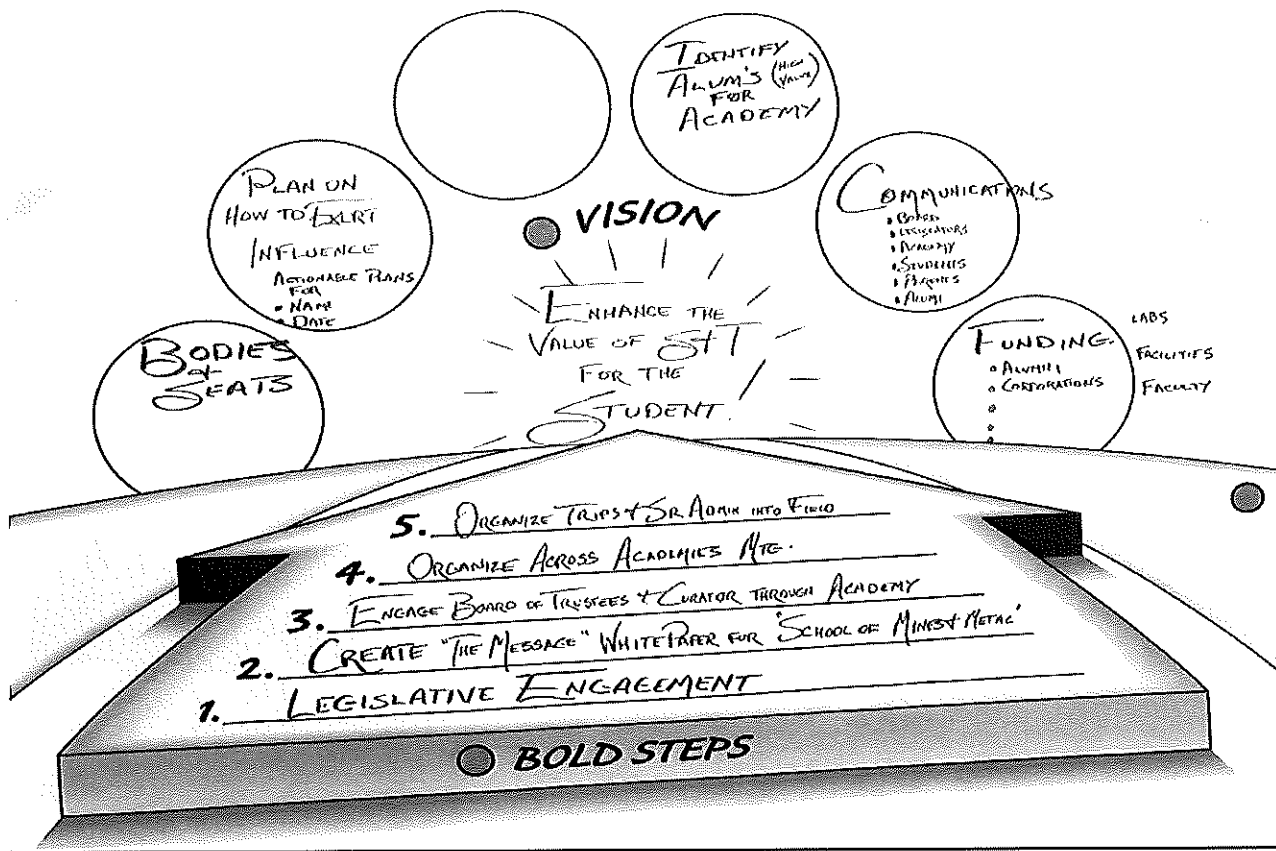 IDENTIFY
ALUM'S (HIGH VALUE)
FOR
ACADEMY
PLAN ON
HOW TO EXERT
INFLUENCE
ACTIONABLE PLANS
FOR
• NAME
• DATE
COMMUNICATIONS
• BOARD
• LEGISLATORS
• ACADEMY
• STUDENTS
• PARENTS
• ALUMI
BODIES
+
SEATS
VISION
ENHANCE THE
VALUE OF S&T
FOR THE
STUDENT.
FUNDING.
• ALUMNI
• CORPORATIONS
LABS
FACILITIES
FACULTY
5. ORGANIZE TRIPS + SR. ADMIN INTO FIELD
4. ORGANIZE ACROSS ACADEMIES MTG.
3. ENGAGE BOARD OF TRUSTEES + CURATOR THROUGH ACADEMY
2. CREATE "THE MESSAGE" WHITE PAPER FOR 'SCHOOL OF MINES & METAL'
1. LEGISLATIVE ENGAGEMENT
BOLD STEPS